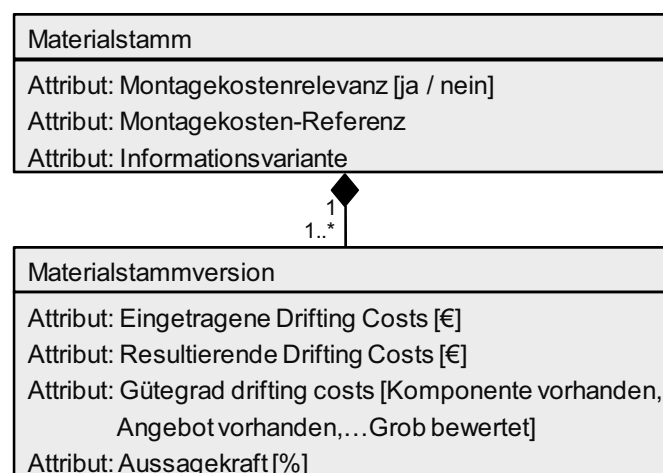 Materialstamm
Attribut: Montagekostenrelevanz [ja / nein]
Attribut: Montagekosten-Referenz
Attribut: Informationsvariante
1
1..*
Materialstammversion
Attribut: Eingetragene Drifting Costs [€]
Attribut: Resultierende Drifting Costs [€]
Attribut: Gütegrad drifting costs [Komponente vorhanden,
Angebot vorhanden,…Grob bewertet]
Attribut: Aussagekraft [%]